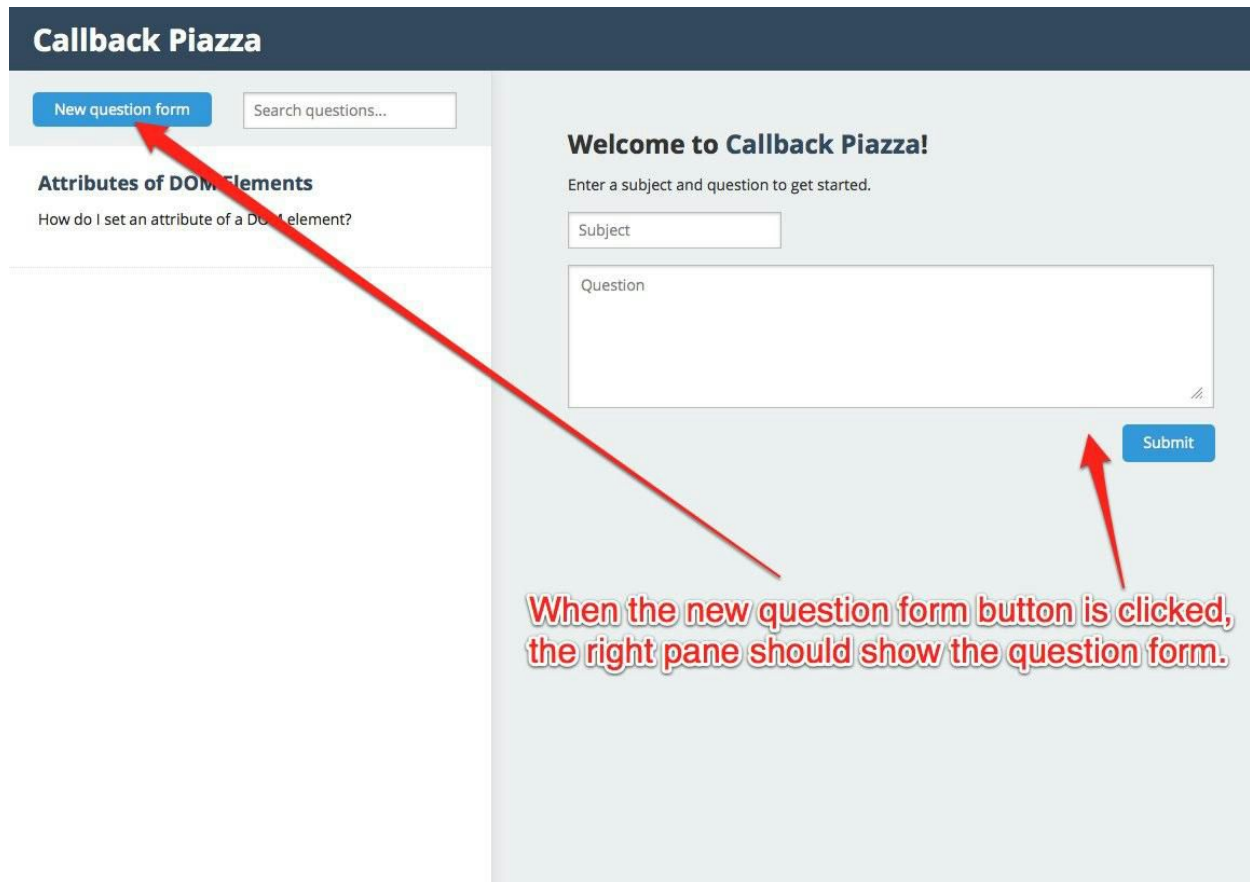 Callback Piazza
New question form
Search questions...
Attributes of DOM Elements
How do I set an attribute of a DOM element?
Welcome to Callback Piazza!
Enter a subject and question to get started.
Subject
Question
Submit
When the new question form button is clicked,
the right pane should show the question form.